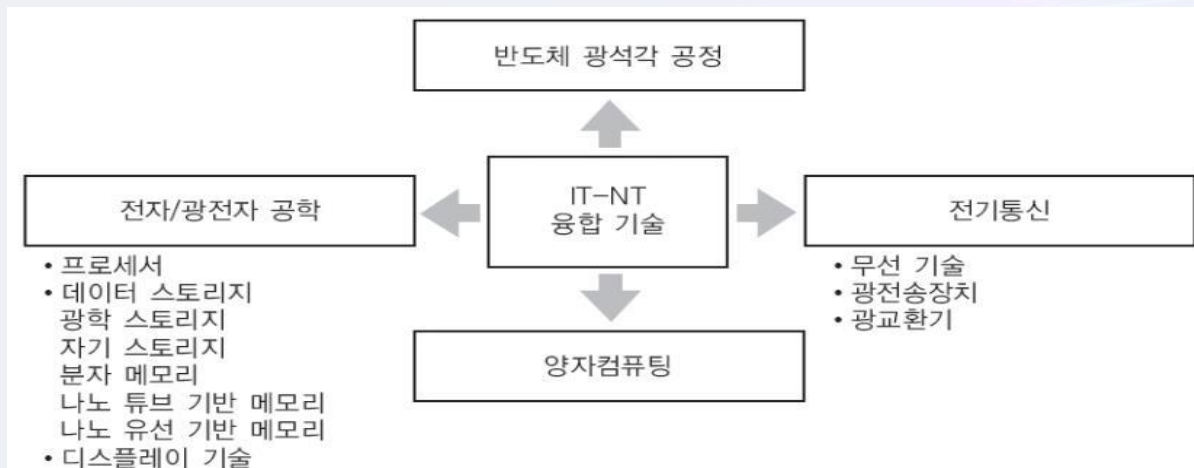 반도체 광석각 공정
IT-NT
융합 기술
전자/광전자 공학
• 프로세서
• 데이터 스토리지
광학 스토리지
자기 스토리지
분자 메모리
나노 튜브 기반 메모리
나노 유선 기반 메모리
• 디스플레이 기술
전기통신
• 무선 기술
• 광전송장치
• 광교환기
양자컴퓨팅